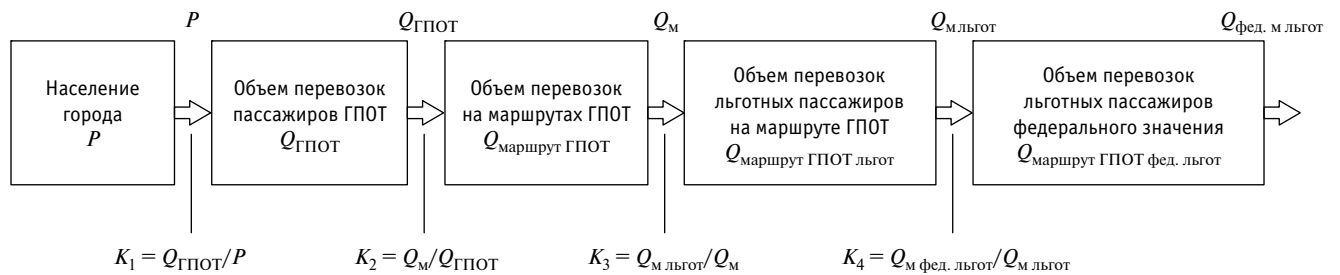 P Q_ГПОТ Q_м Q_м льгот Q_фед. м льгот
Население
города
P
Объем перевозок
пассажиров ГПОТ
Q_ГПОТ
Объем перевозок
на маршрутах ГПОТ
Q_маршрут ГПОТ
Объем перевозок
льготных пассажиров
на маршруте ГПОТ
Q_маршрут ГПОТ льгот
Объем перевозок
льготных пассажиров
федерального значения
Q_маршрут ГПОТ фед. льгот
K_1 = Q_ГПОТ/P K_2 = Q_м/Q_ГПОТ K_3 = Q_м льгот/Q_м K_4 = Q_м фед. льгот/Q_м льгот